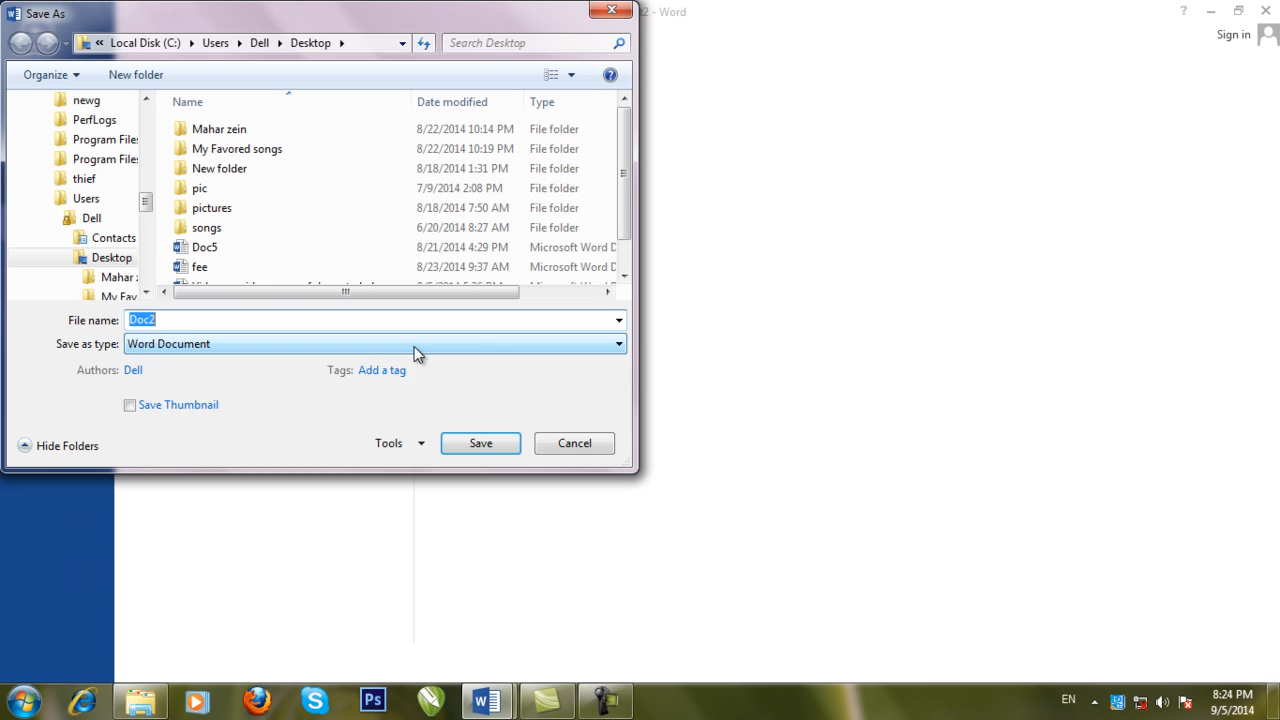 Save As
2 - Word
Sign in
« Local Disk (C:) Users Dell Desktop
Search Desktop
Organize New folder
newg
PerfLogs
Program Files
Program Files
thief
Users
Dell
Contacts
Desktop
Mahar z
My Fav
Name Date modified Type
Mahar zein 8/22/2014 10:14 PM File folder
My Favored songs 8/22/2014 10:19 PM File folder
New folder 8/18/2014 1:31 PM File folder
pic 7/9/2014 2:08 PM File folder
pictures 8/18/2014 7:50 AM File folder
songs 6/20/2014 8:27 AM File folder
Doc5 8/21/2014 4:29 PM Microsoft Word D
fee 8/23/2014 9:37 AM Microsoft Word D
File name: Doc2
Save as type: Word Document
Authors: Dell Tags: Add a tag
Save Thumbnail
Hide Folders Tools Save Cancel
Ps
EN
8:24 PM
9/5/2014